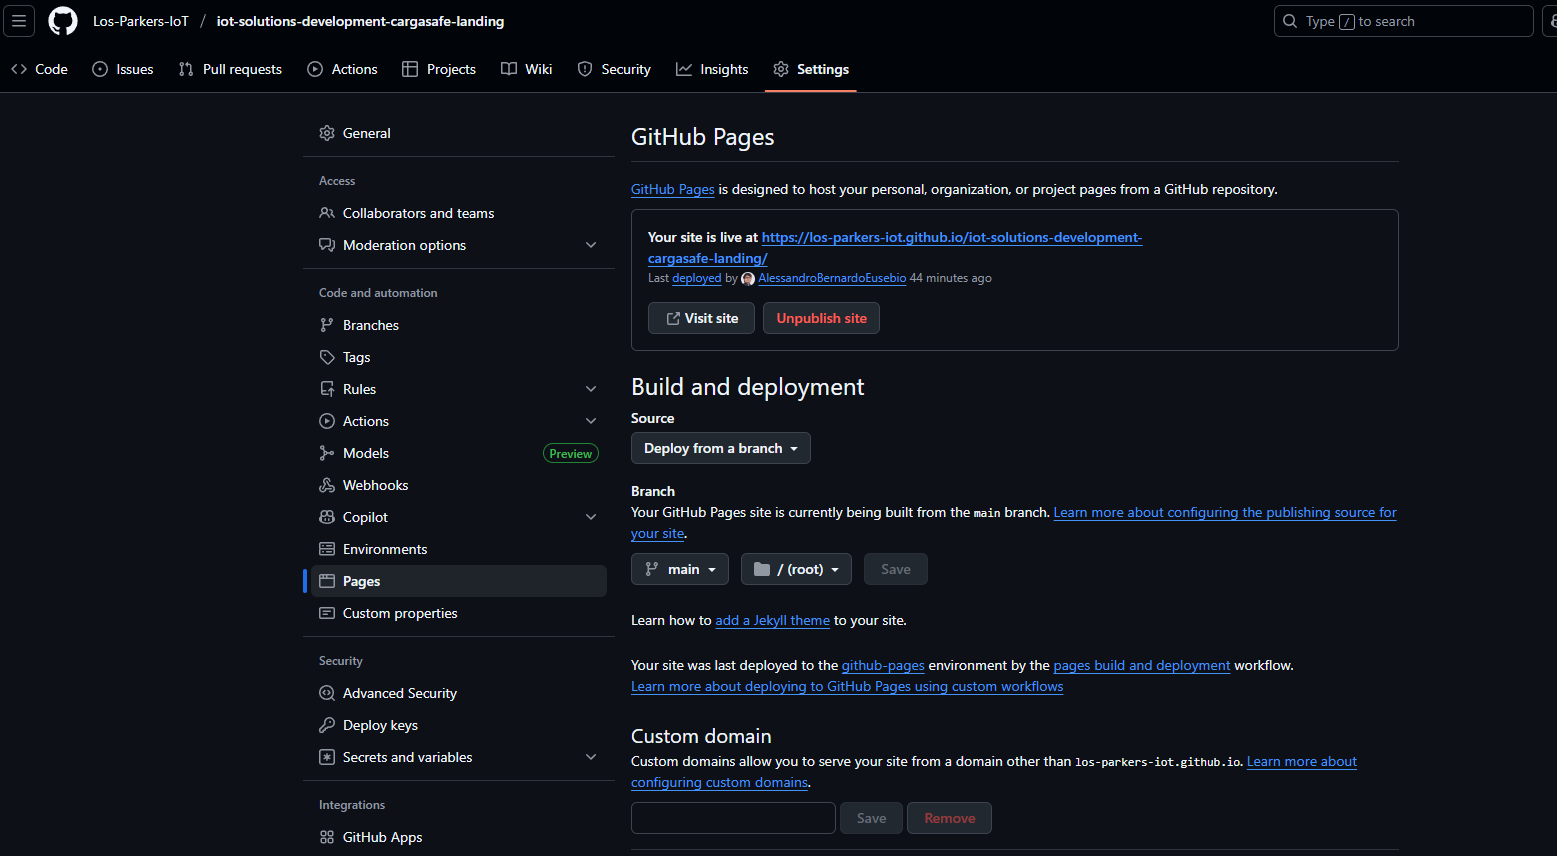 Los-Parkers-IoT / iot-solutions-development-cargasafe-landing
Type / to search
Code Issues Pull requests Actions Projects Wiki Security Insights Settings
General
Access
Collaborators and teams
Moderation options
Code and automation
Branches
Tags
Rules
Actions
Models Preview
Webhooks
Copilot
Environments
Pages
Custom properties
Security
Advanced Security
Deploy keys
Secrets and variables
Integrations
GitHub Apps
GitHub Pages
GitHub Pages is designed to host your personal, organization, or project pages from a GitHub repository.
Your site is live at https://los-parkers-iot.github.io/iot-solutions-development-
cargasafe-landing/
Last deployed by AlessandroBernardoEusebio 44 minutes ago
Visit site Unpublish site
Build and deployment
Source
Deploy from a branch
Branch
Your GitHub Pages site is currently being built from the main branch. Learn more about configuring the publishing source for
your site.
main / (root) Save
Learn how to add a Jekyll theme to your site.
Your site was last deployed to the github-pages environment by the pages build and deployment workflow.
Learn more about deploying to GitHub Pages using custom workflows
Custom domain
Custom domains allow you to serve your site from a domain other than los-parkers-iot.github.io. Learn more about
configuring custom domains.
Save Remove